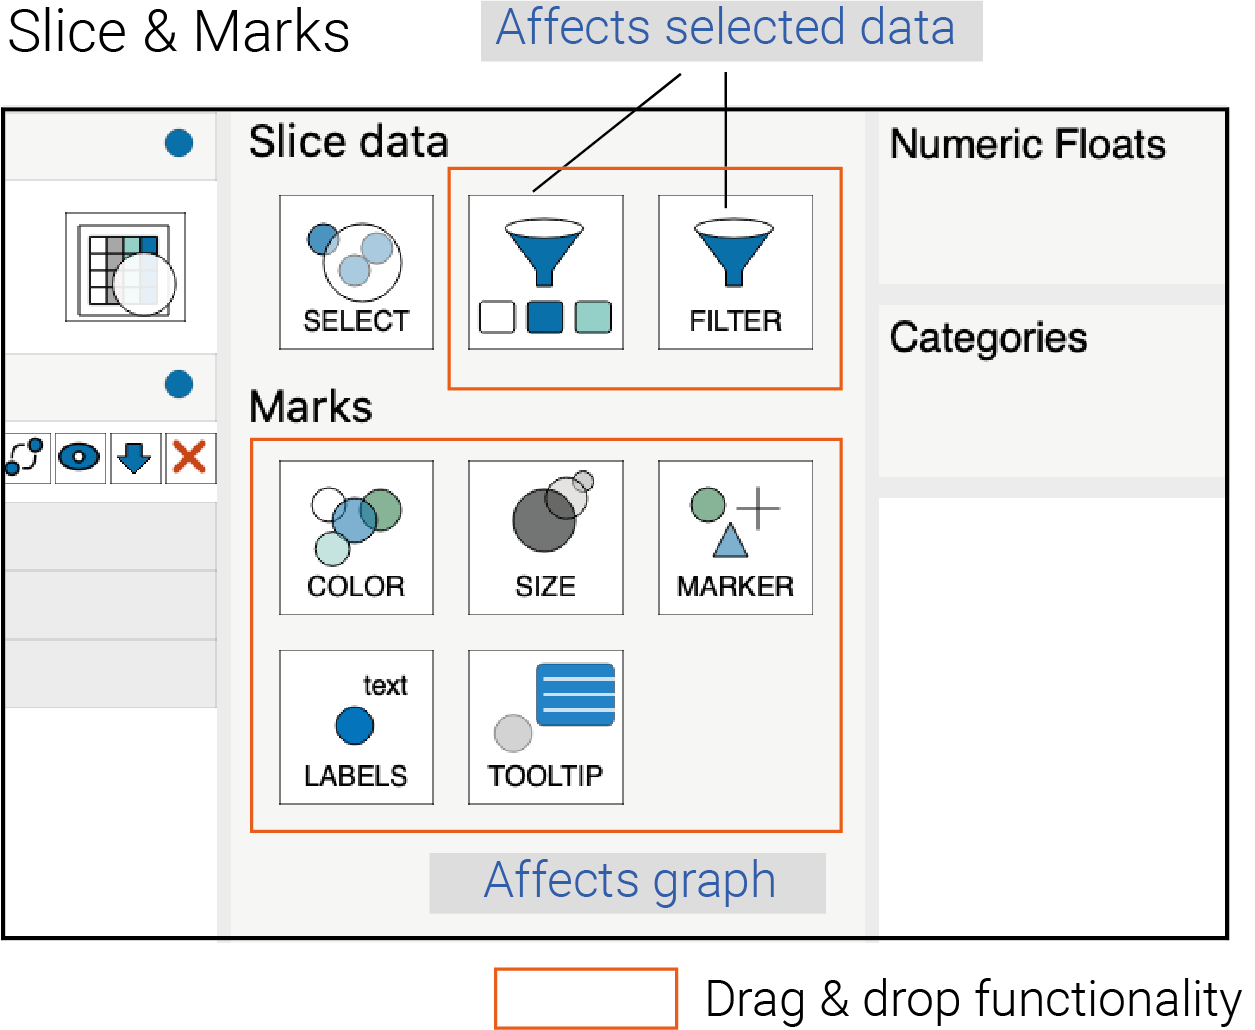 Slice & Marks
Affects selected data
Slice data
Numeric Floats
SELECT
FILTER
Categories
Marks
COLOR
SIZE
MARKER
text
LABELS
TOOLTIP
Affects graph
Drag & drop functionality